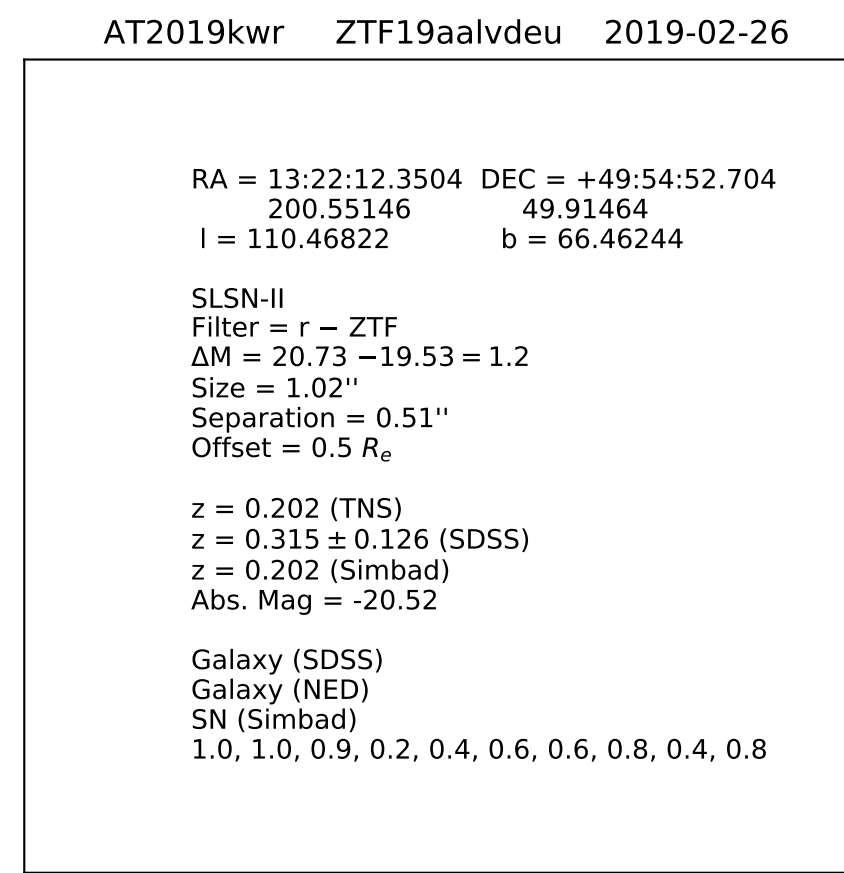 AT2019kwr ZTF19aalvdeu 2019-02-26
RA = 13:22:12.3504 DEC = +49:54:52.704
200.55146 49.91464
l = 110.46822 b = 66.46244
SLSN-II
Filter = r − ZTF
ΔM = 20.73 −19.53 = 1.2
Size = 1.02''
Separation = 0.51''
Offset = 0.5 Rₑ
z = 0.202 (TNS)
z = 0.315 ± 0.126 (SDSS)
z = 0.202 (Simbad)
Abs. Mag = -20.52
Galaxy (SDSS)
Galaxy (NED)
SN (Simbad)
1.0, 1.0, 0.9, 0.2, 0.4, 0.6, 0.6, 0.8, 0.4, 0.8